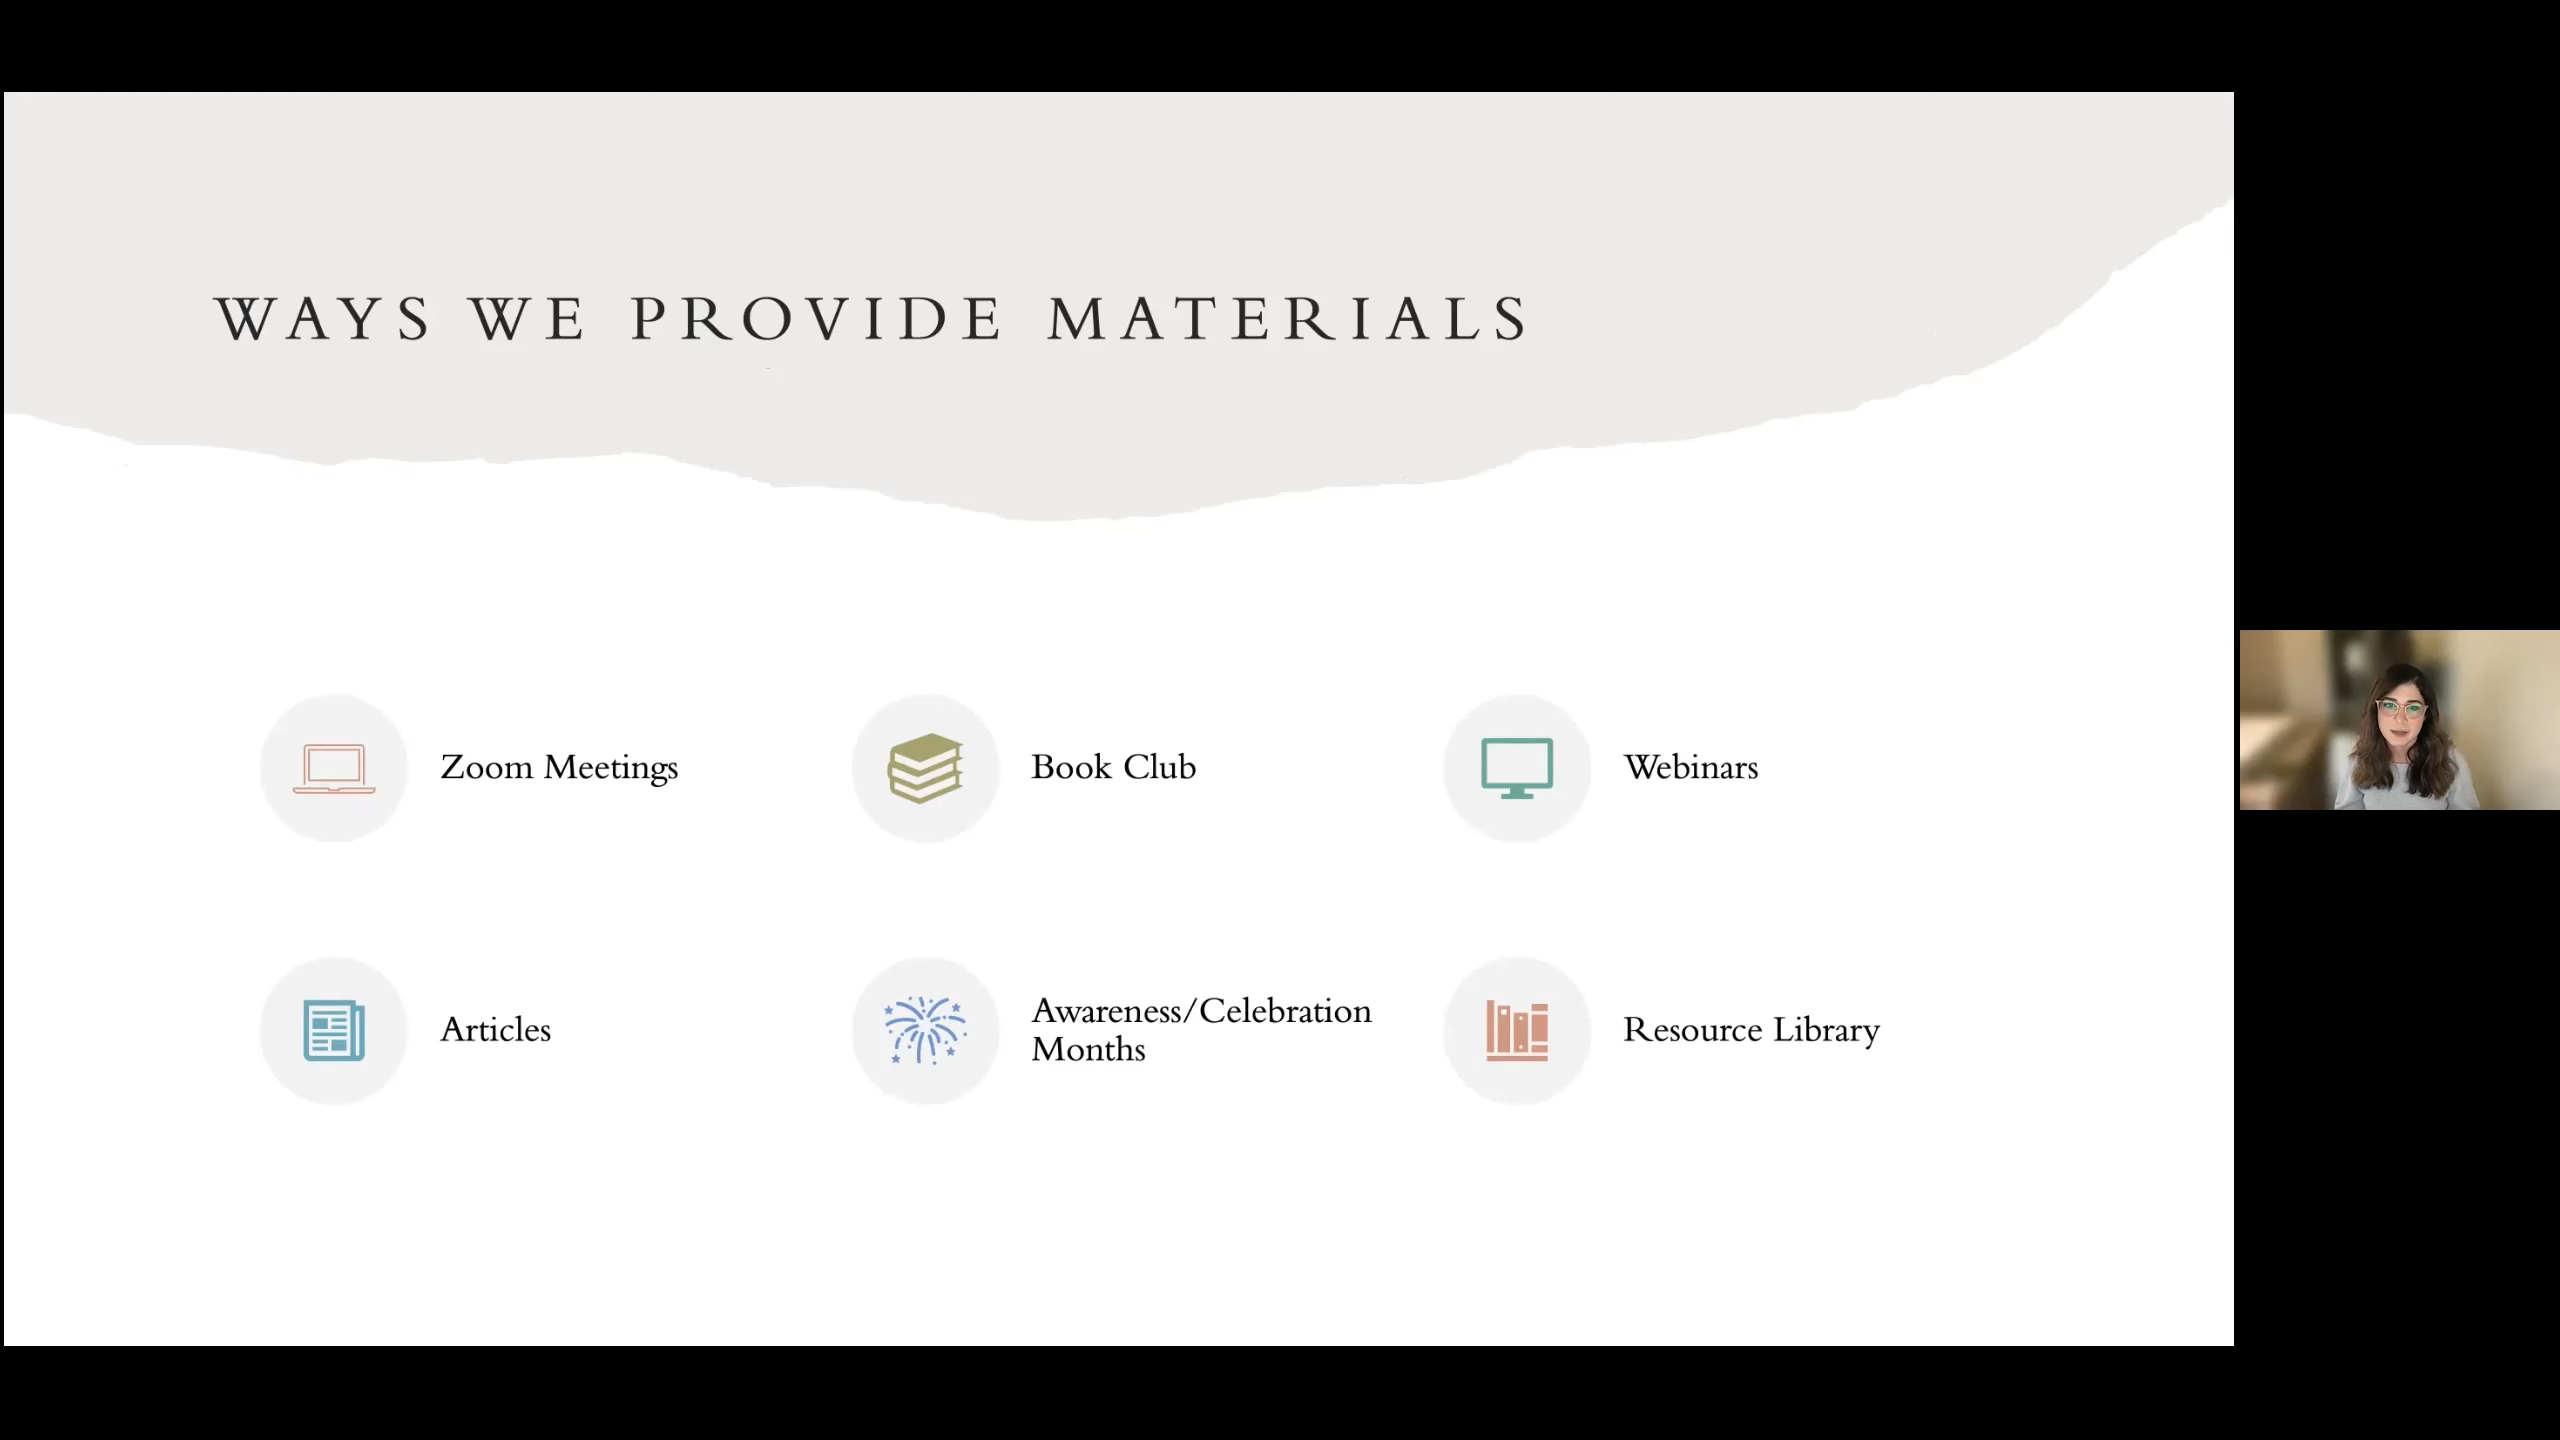 WAYS WE PROVIDE MATERIALS
Zoom Meetings
Book Club
Webinars
Articles
Awareness/Celebration
Months
Resource Library